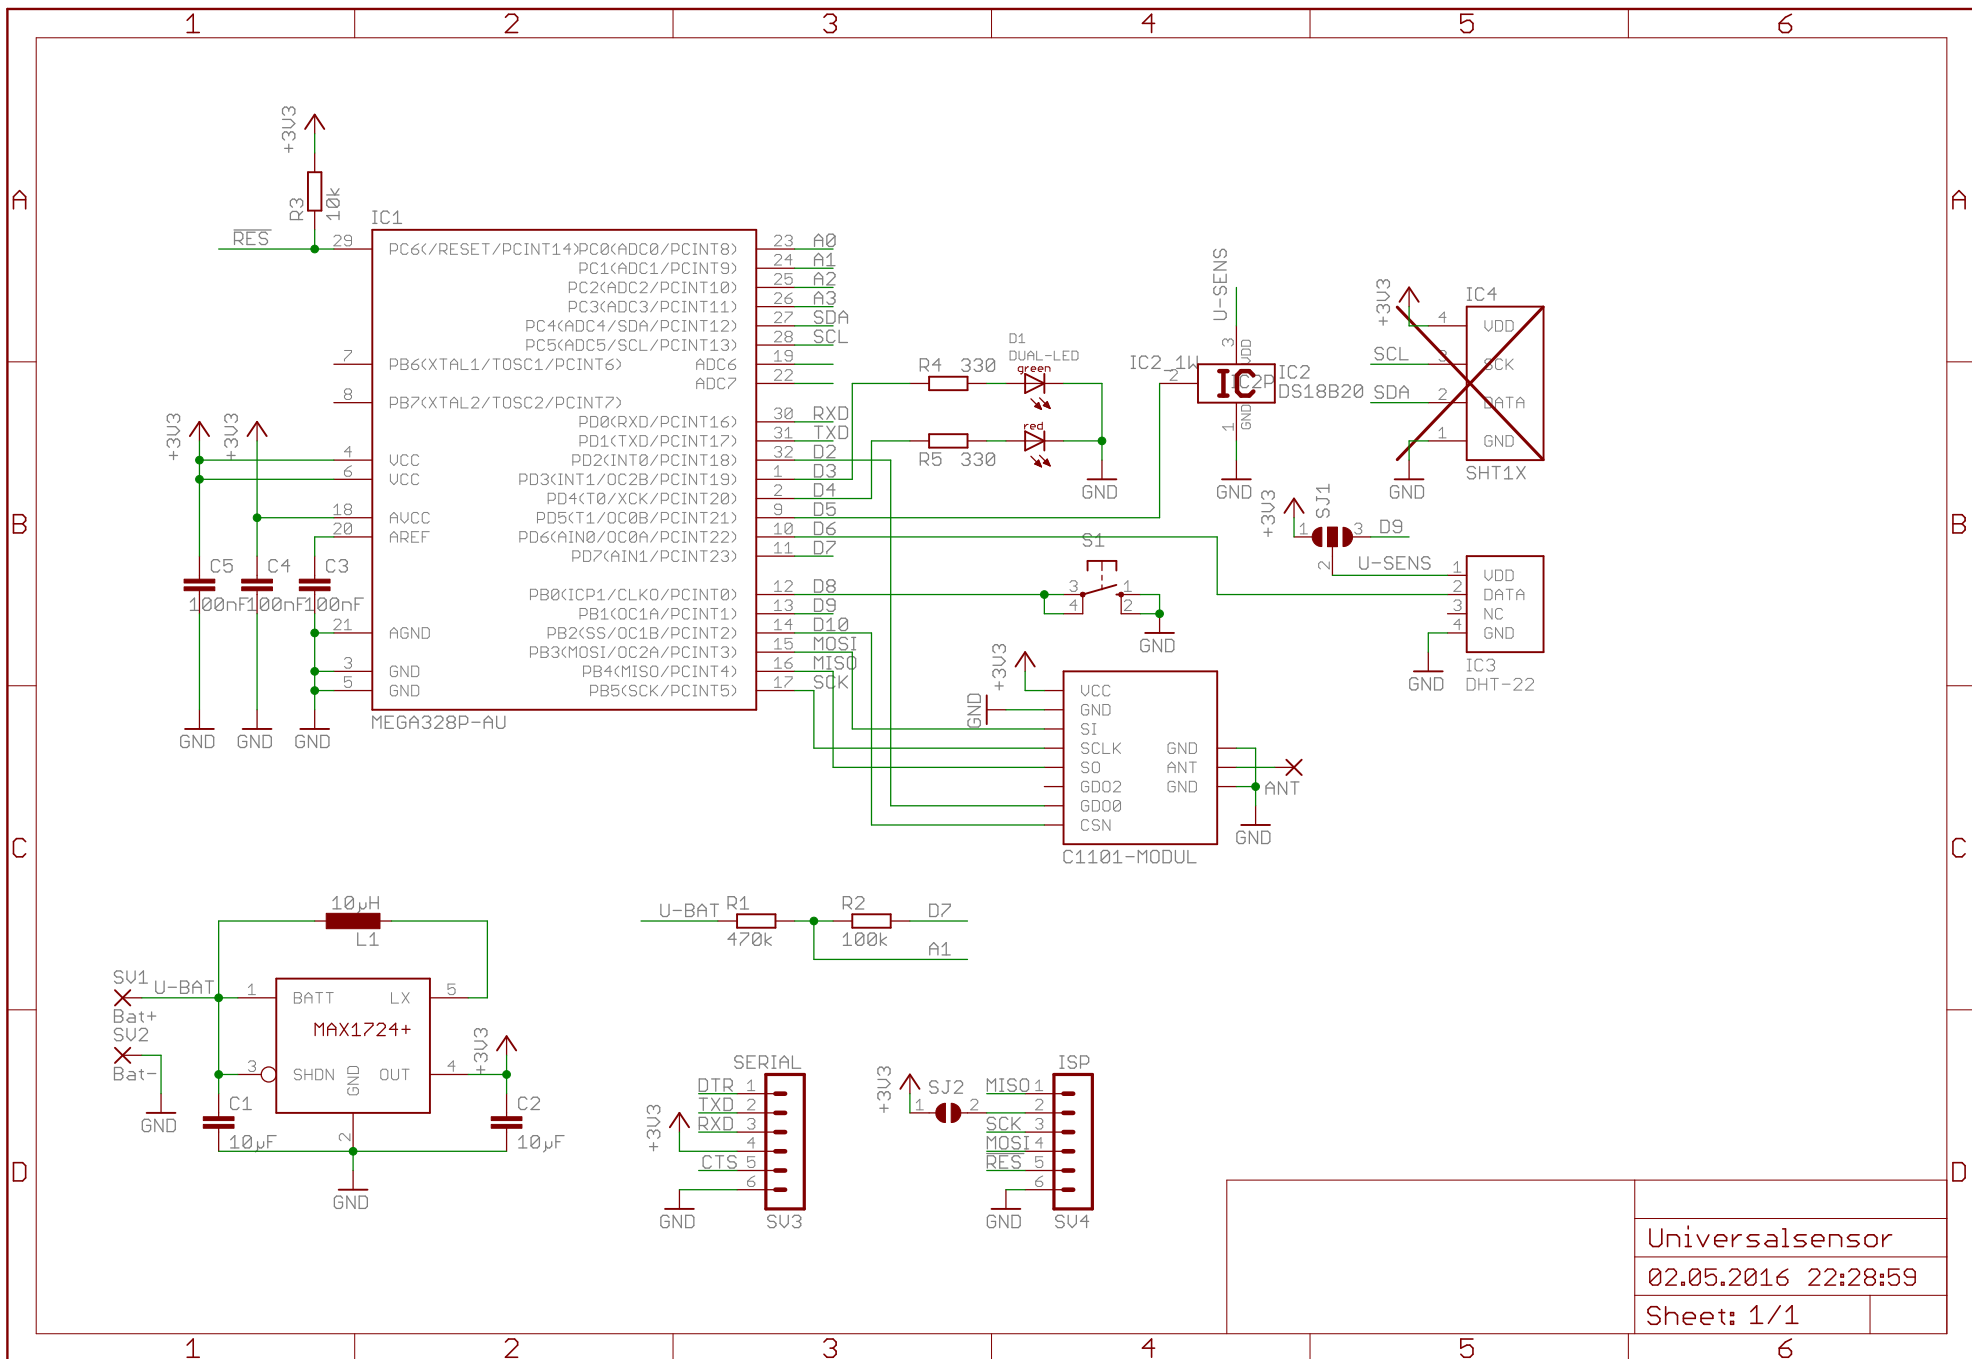 1 2 3 4 5 6
A
A
B
B
C
C
D
D
+3V3
R3
10k
RES
29
IC1
PC6(/RESET/PCINT14)
PC0(ADC0/PCINT8)
23 A0
PC1(ADC1/PCINT9)
24 A1
PC2(ADC2/PCINT10)
25 A2
PC3(ADC3/PCINT11)
26 A3
PC4(ADC4/SDA/PCINT12)
27 SDA
PC5(ADC5/SCL/PCINT13)
28 SCL
7
PB6(XTAL1/TOSC1/PCINT6)
ADC6
19
ADC7
22
8
PB7(XTAL2/TOSC2/PCINT7)
PD0(RXD/PCINT16)
30 RXD
PD1(TXD/PCINT17)
31 TXD
4
VCC
PD2(INT0/PCINT18)
32 D2
6
VCC
PD3(INT1/OC2B/PCINT19)
1 D3
PD4(T0/XCK/PCINT20)
2 D4
18
AVCC
PD5(T1/OC0B/PCINT21)
9 D5
20
AREF
PD6(AIN0/OC0A/PCINT22)
10 D6
PD7(AIN1/PCINT23)
11 D7
PB0(ICP1/CLKO/PCINT0)
12 D8
PB1(OC1A/PCINT1)
13 D9
21
AGND
PB2(SS/OC1B/PCINT2)
14 D10
PB3(MOSI/OC2A/PCINT3)
15 MOSI
3
GND
PB4(MISO/PCINT4)
16 MISO
5
GND
PB5(SCK/PCINT5)
17 SCK
MEGA328P-AU
+3V3
+3V3
C5
100nF
C4
100nF
C3
100nF
GND
GND
GND
R4 330
R5 330
D1
DUAL-LED
green
red
GND
U-SENS
3
VDD
IC2_1W
2
IC
IC2P
IC2
DS18B20
1
GND
GND
+3V3
IC4
4
VDD
SCL
3
SCK
SDA
2
DATA
1
GND
SHT1X
GND
+3V3
SJ1
1
3
D9
2
U-SENS
1
VDD
2
DATA
3
NC
4
GND
IC3
DHT-22
GND
S1
3
1
4
2
GND
+3V3
GND
VCC
GND
SI
SCLK
SO
GDO2
GDO0
CSN
GND
ANT
GND
C1101-MODUL
ANT
GND
10µH
L1
SV1
U-BAT
Bat+
SV2
Bat-
GND
1
BATT
LX
5
MAX1724+
3
SHDN
GND
OUT
4
2
+3V3
C1
10µF
C2
10µF
GND
U-BAT
R1
470k
R2
100k
D7
A1
SERIAL
DTR 1
TXD 2
RXD 3
4
CTS 5
6
+3V3
GND
SV3
ISP
+3V3
SJ2
1
2
MISO 1
2
SCK 3
MOSI 4
RES 5
6
GND
SV4
Universalsensor
02.05.2016 22:28:59
Sheet: 1/1
1 2 3 4 5 6